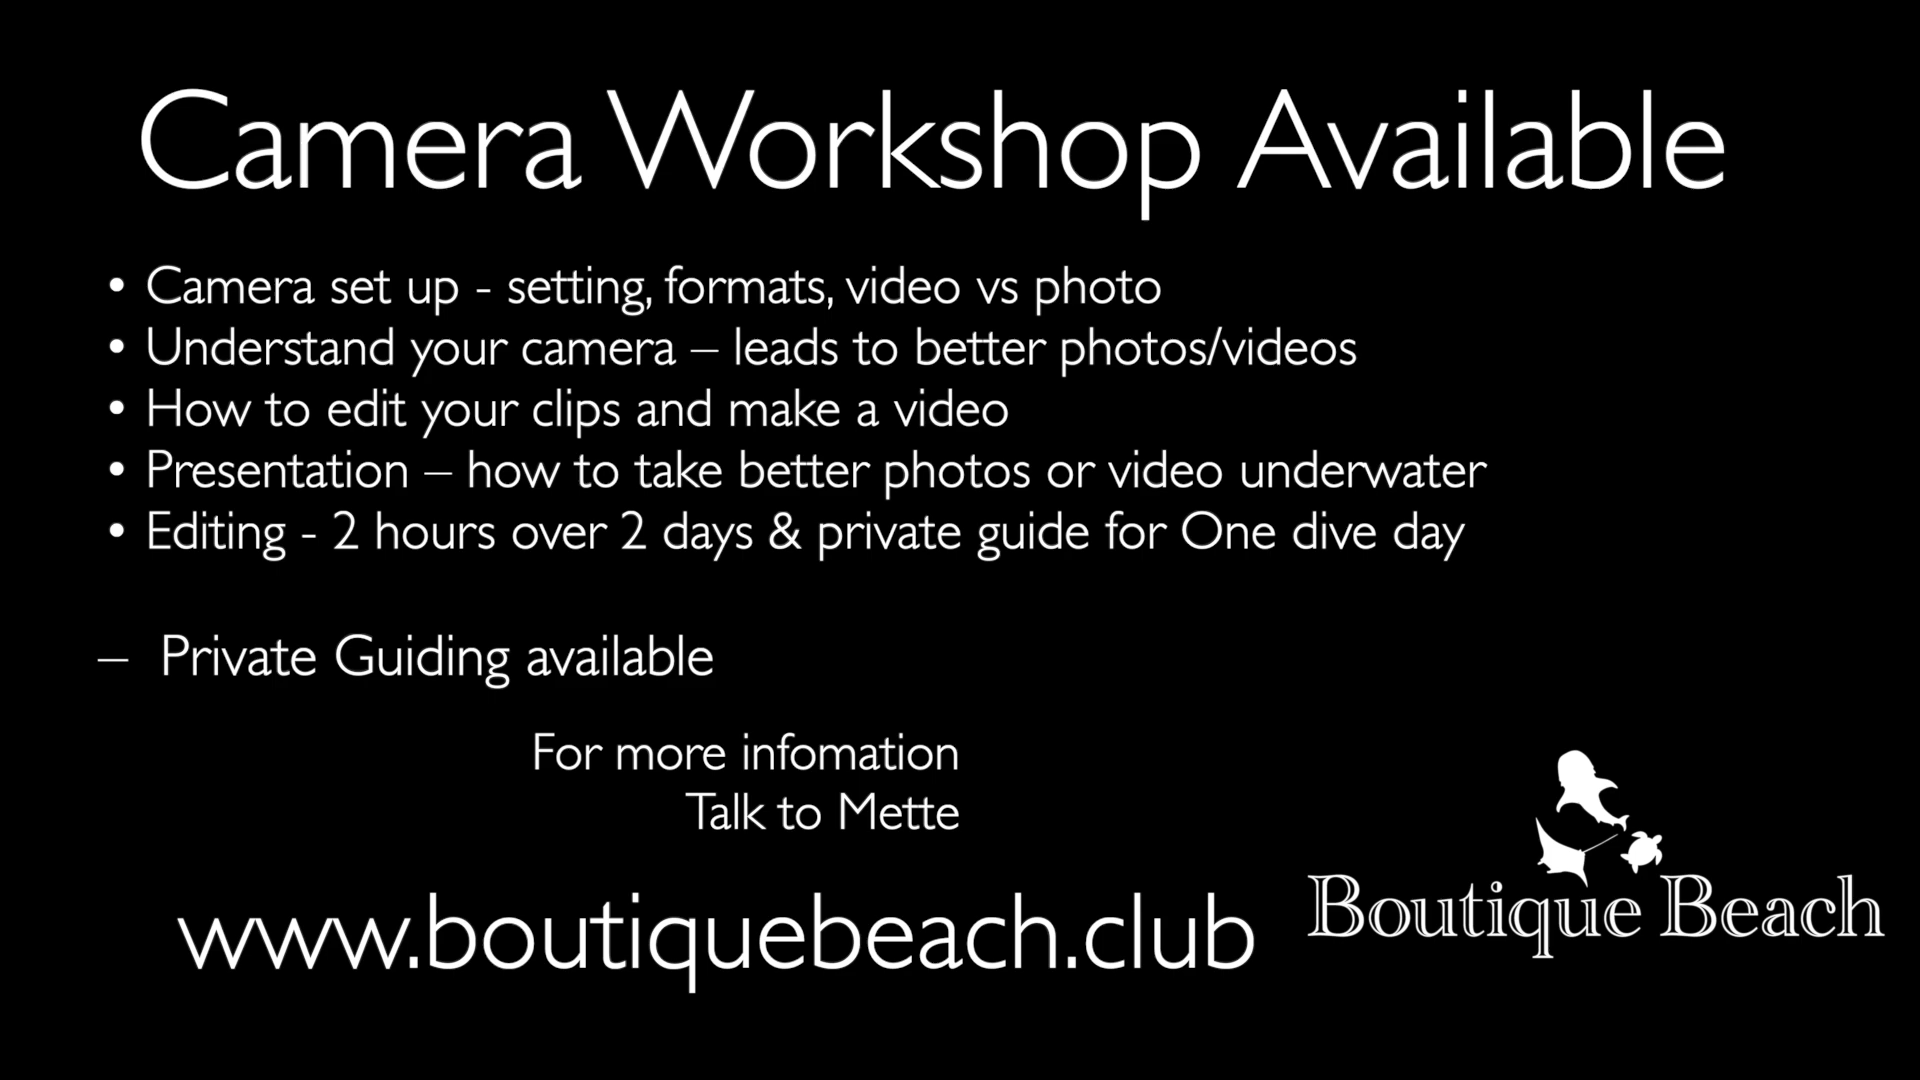 Camera Workshop Available
• Camera set up - setting, formats, video vs photo
• Understand your camera – leads to better photos/videos
• How to edit your clips and make a video
• Presentation – how to take better photos or video underwater
• Editing - 2 hours over 2 days & private guide for One dive day
– Private Guiding available
For more infomation
Talk to Mette
www.boutiquebeach.club
Boutique Beach